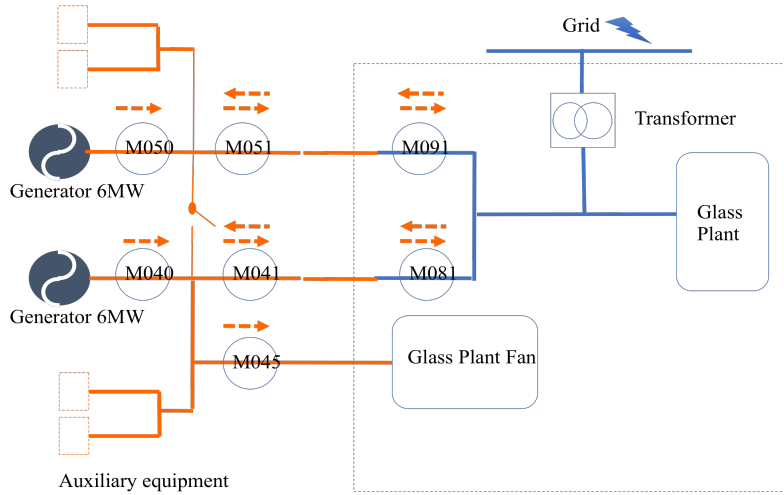 Grid
Transformer
M050
M051
M091
Generator 6MW
Glass
Plant
M040
M041
M081
Generator 6MW
M045
Glass Plant Fan
Auxiliary equipment